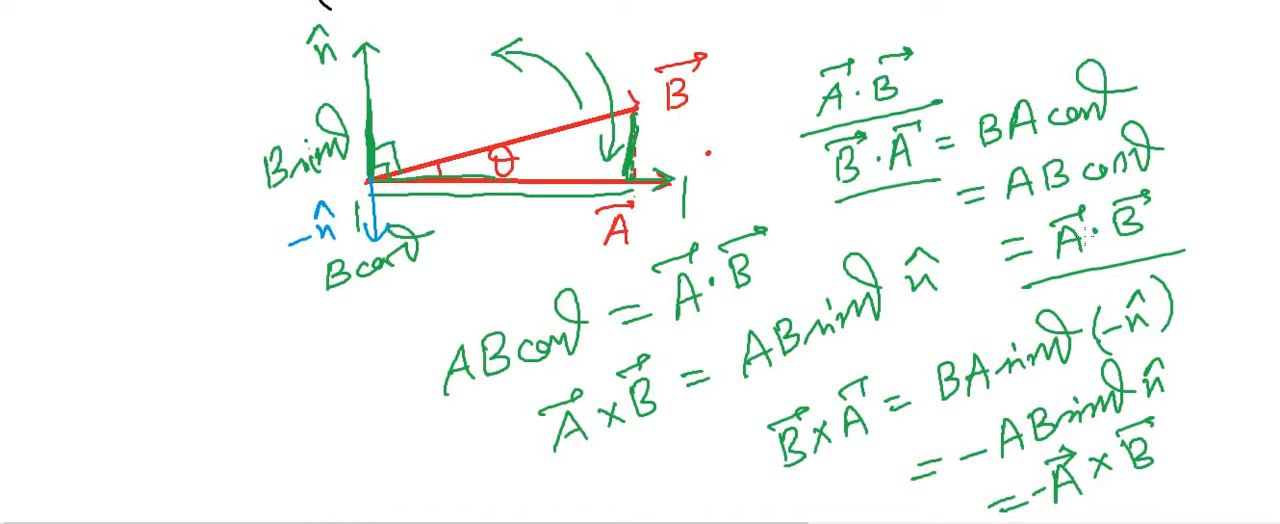 n̂
B⃗
θ
B sinθ
A⃗
-n̂
B cosθ
A⃗ · B⃗
B⃗ · A⃗ = BA cosθ
= AB cosθ
= A⃗ · B⃗
AB cosθ = A⃗ · B⃗
A⃗ × B⃗ = AB sinθ n̂
B⃗ × A⃗ = BA sinθ (-n̂)
= - AB sinθ n̂
= - A⃗ × B⃗